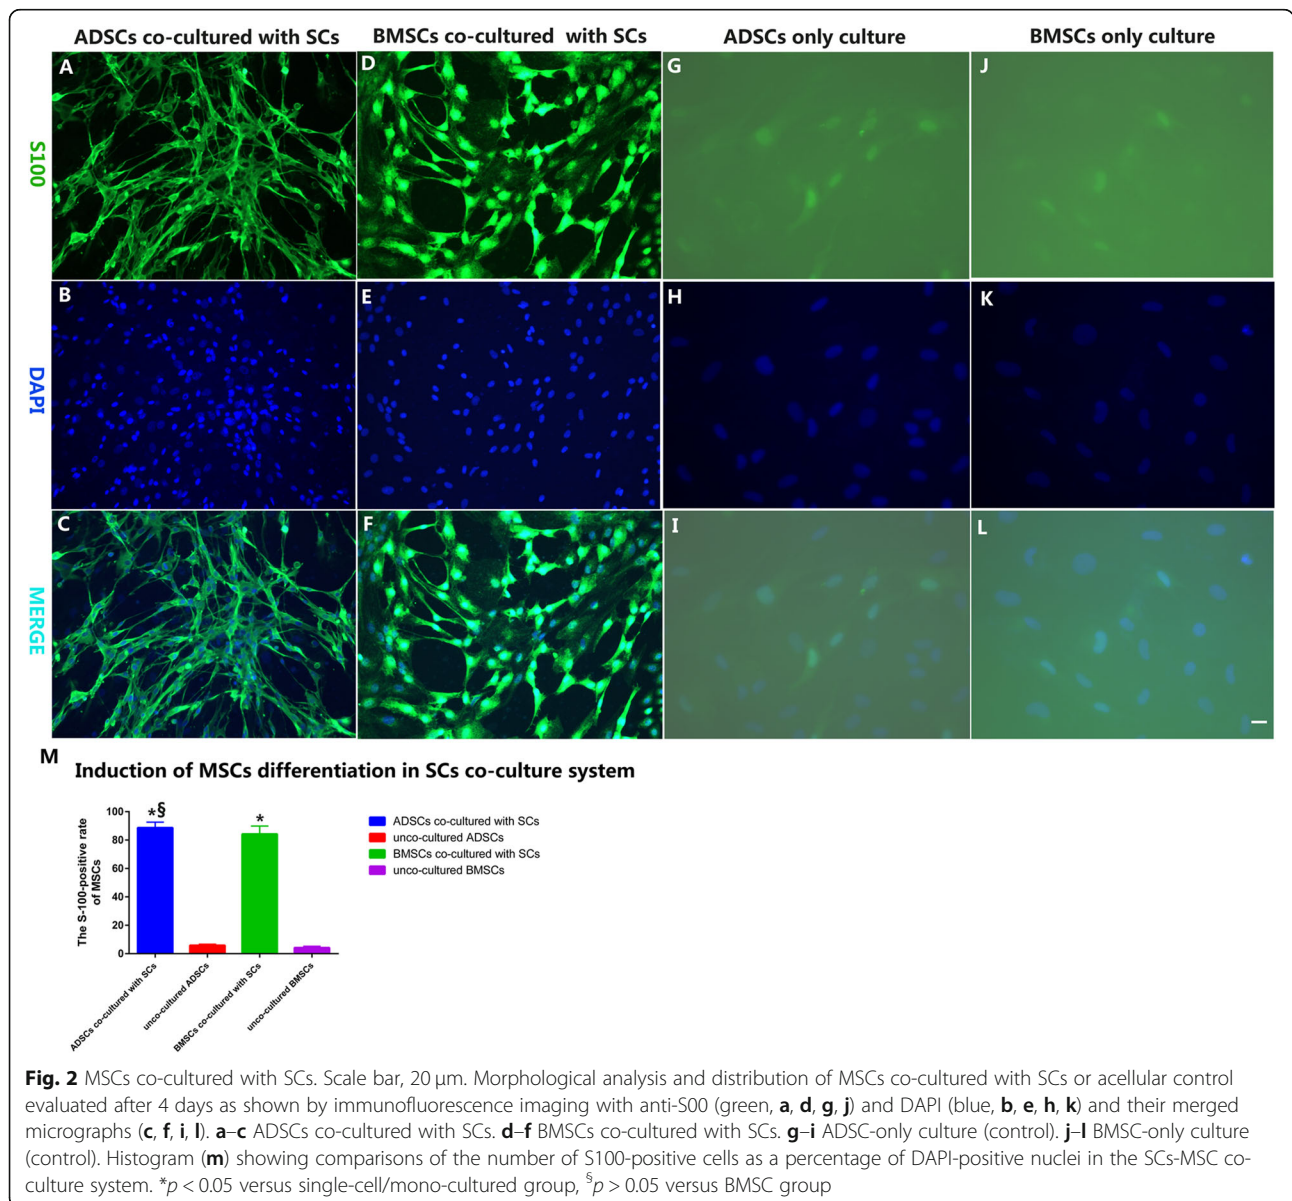 ADSCs co-cultured with SCs
BMSCs co-cultured with SCs
ADSCs only culture
BMSCs only culture
A
D
G
J
S100
B
E
H
K
DAPI
C
F
I
L
MERGE
M
Induction of MSCs differentiation in SCs co-culture system
The S-100-positive rate
of MSCs
100
80
60
40
20
0
*§
*
ADSCs co-cultured with SCs
unco-cultured ADSCs
BMSCs co-cultured with SCs
unco-cultured BMSCs
ADSCs co-cultured with SCs
unco-cultured ADSCs
BMSCs co-cultured with SCs
unco-cultured BMSCs
Fig. 2 MSCs co-cultured with SCs. Scale bar, 20 μm. Morphological analysis and distribution of MSCs co-cultured with SCs or acellular control
evaluated after 4 days as shown by immunofluorescence imaging with anti-S00 (green, a, d, g, j) and DAPI (blue, b, e, h, k) and their merged
micrographs (c, f, i, l). a–c ADSCs co-cultured with SCs. d–f BMSCs co-cultured with SCs. g–i ADSC-only culture (control). j–l BMSC-only culture
(control). Histogram (m) showing comparisons of the number of S100-positive cells as a percentage of DAPI-positive nuclei in the SCs-MSC co-
culture system. *p < 0.05 versus single-cell/mono-cultured group, §p > 0.05 versus BMSC group